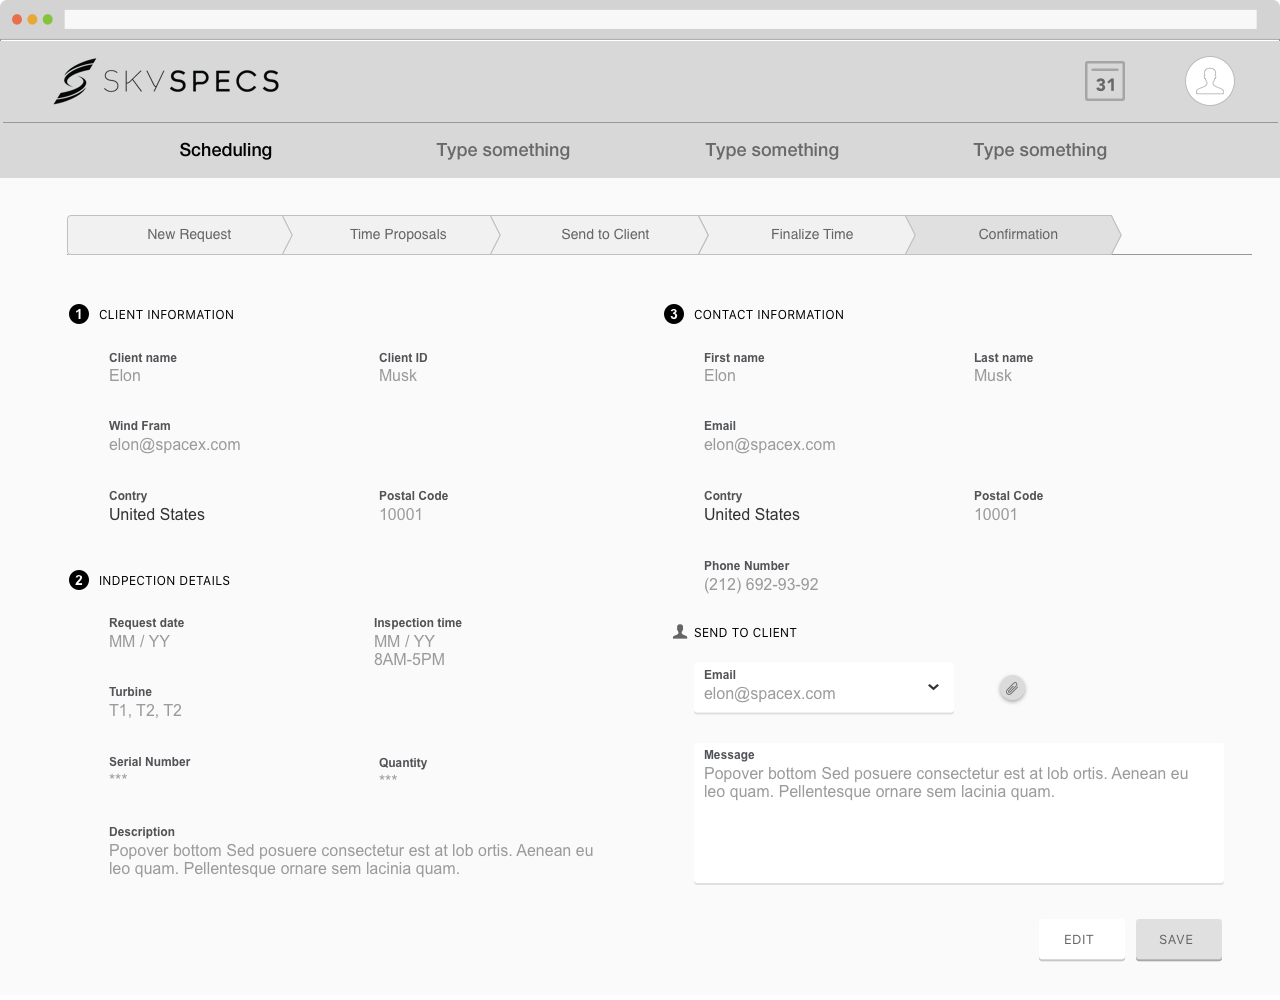 SKYSPECS
31
Scheduling
Type something
Type something
Type something
New Request
Time Proposals
Send to Client
Finalize Time
Confirmation
1 CLIENT INFORMATION
Client name
Elon
Client ID
Musk
Wind Fram
elon@spacex.com
Contry
United States
Postal Code
10001
2 INDPECTION DETAILS
Request date
MM / YY
Inspection time
MM / YY
8AM-5PM
Turbine
T1, T2, T2
Serial Number
***
Quantity
***
Description
Popover bottom Sed posuere consectetur est at lob ortis. Aenean eu
leo quam. Pellentesque ornare sem lacinia quam.
3 CONTACT INFORMATION
First name
Elon
Last name
Musk
Email
elon@spacex.com
Contry
United States
Postal Code
10001
Phone Number
(212) 692-93-92
SEND TO CLIENT
Email
elon@spacex.com
Message
Popover bottom Sed posuere consectetur est at lob ortis. Aenean eu
leo quam. Pellentesque ornare sem lacinia quam.
EDIT
SAVE